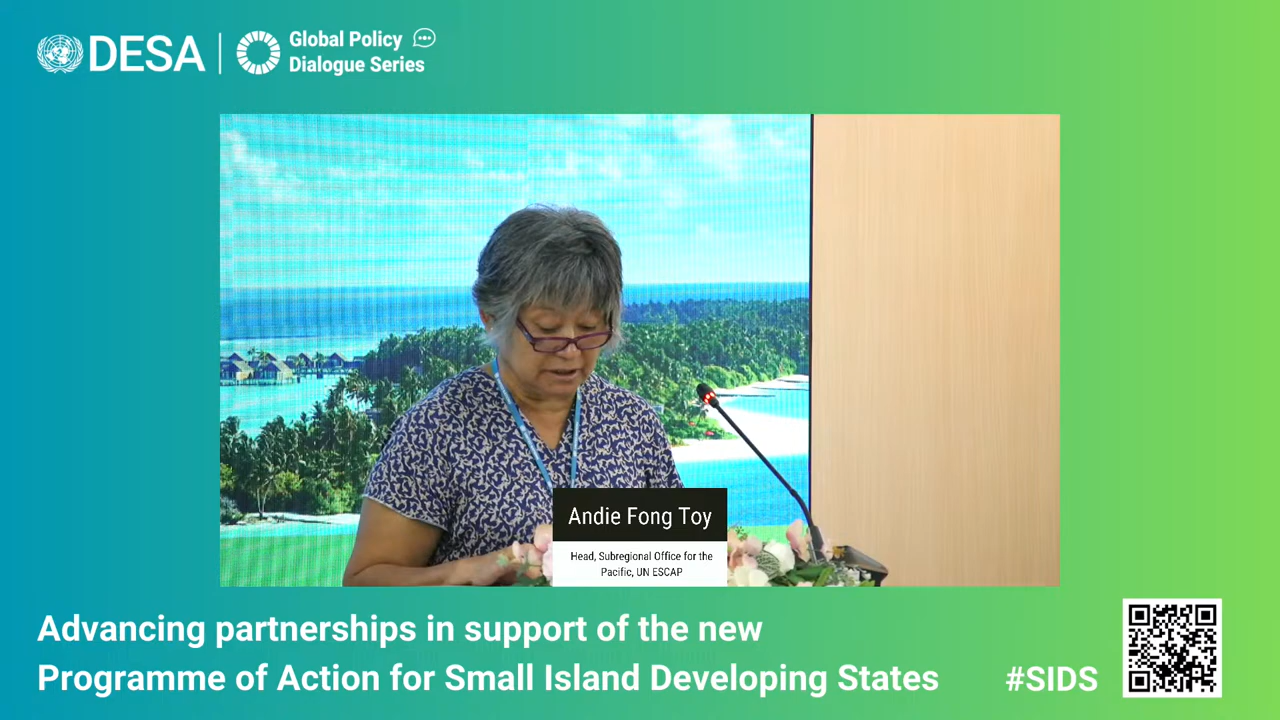 DESA
Global Policy
Dialogue Series
Andie Fong Toy
Head, Subregional Office for the
Pacific, UN ESCAP
Advancing partnerships in support of the new
Programme of Action for Small Island Developing States
#SIDS